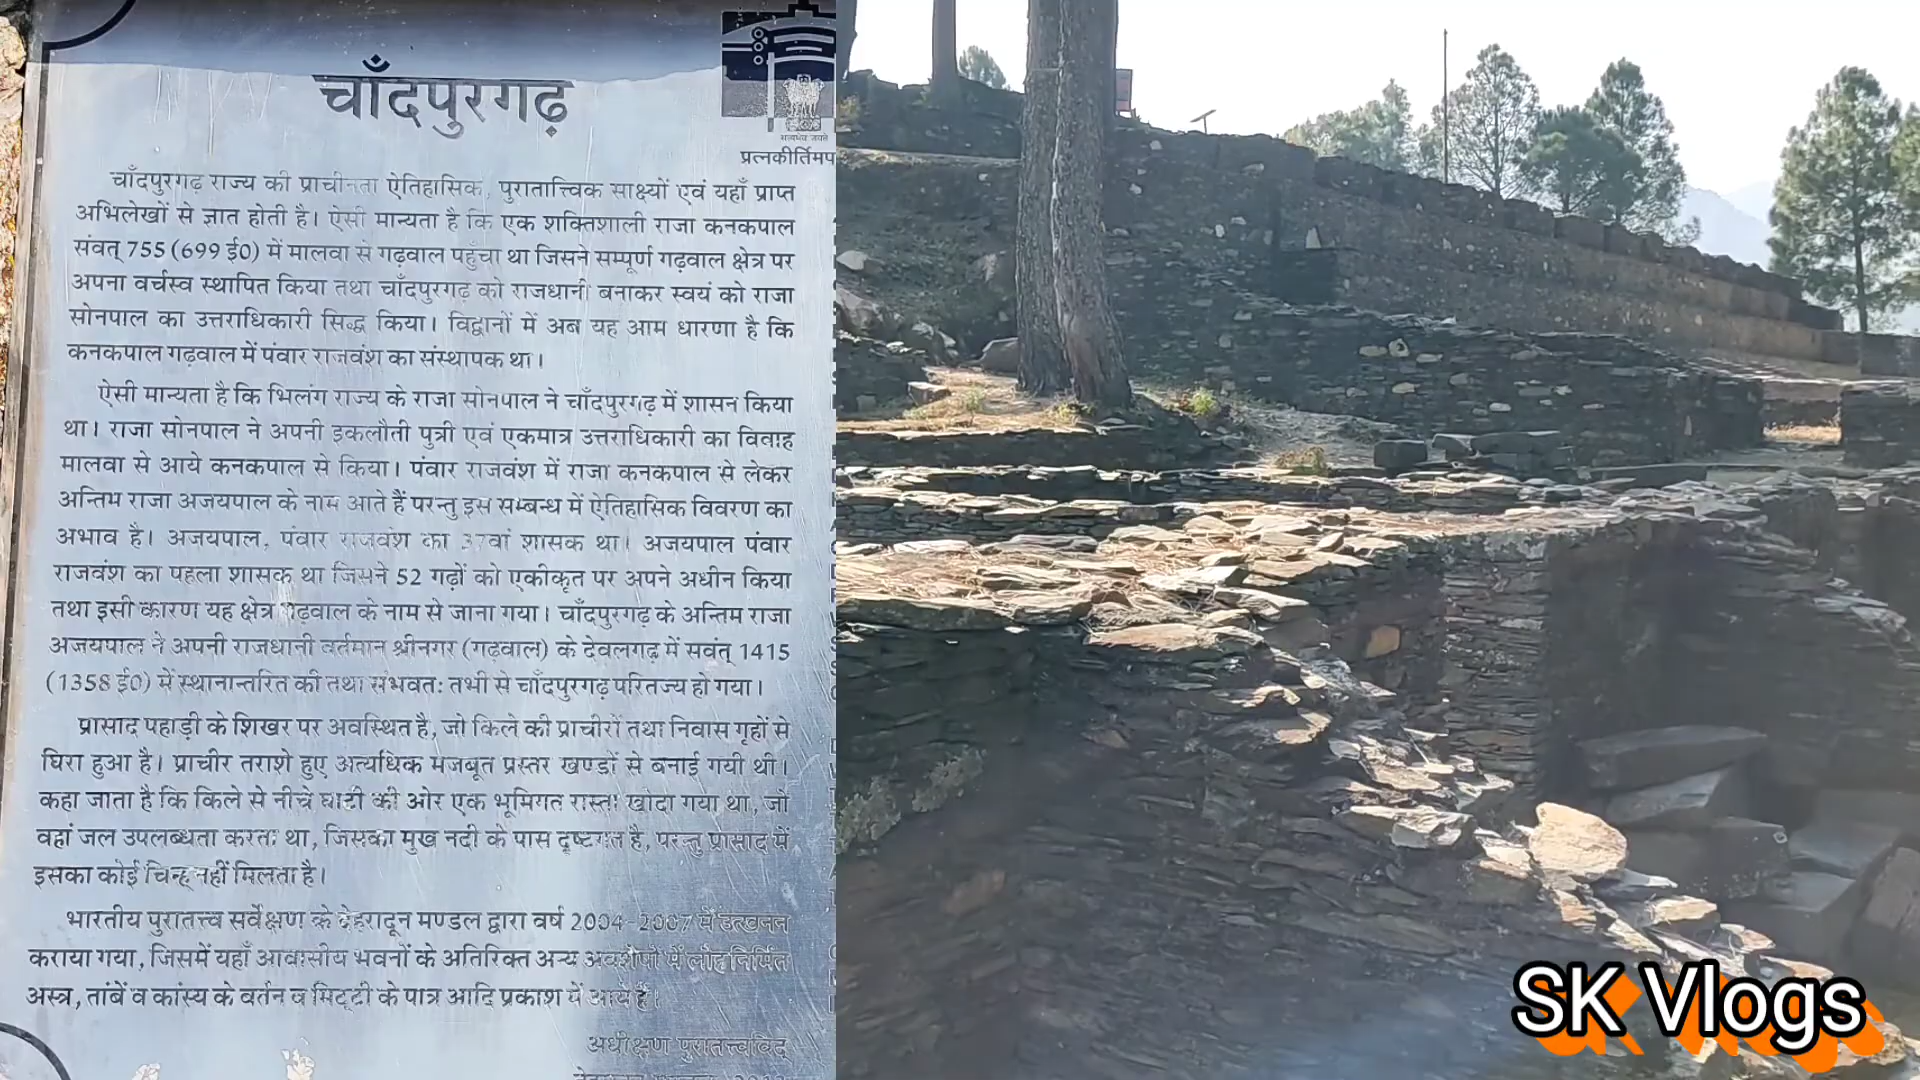 चाँदपुरगढ़
सत्यमेव जयते
प्रत्नकीर्तिमप
चाँदपुरगढ़ राज्य की प्राचीनता ऐतिहासिक, पुरातात्त्विक साक्ष्यों एवं यहाँ प्राप्त
अभिलेखों से ज्ञात होती है। ऐसी मान्यता है कि एक शक्तिशाली राजा कनकपाल
संवत् 755 (699 ई0) में मालवा से गढ़वाल पहुँचा था जिसने सम्पूर्ण गढ़वाल क्षेत्र पर
अपना वर्चस्व स्थापित किया तथा चाँदपुरगढ़ को राजधानी बनाकर स्वयं को राजा
सोनपाल का उत्तराधिकारी सिद्ध किया। विद्वानों में अब यह आम धारणा है कि
कनकपाल गढ़वाल में पंवार राजवंश का संस्थापक था।
ऐसी मान्यता है कि भिलंग राज्य के राजा सोनपाल ने चाँदपुरगढ़ में शासन किया
था। राजा सोनपाल ने अपनी इकलौती पुत्री एवं एकमात्र उत्तराधिकारी का विवाह
मालवा से आये कनकपाल से किया। पंवार राजवंश में राजा कनकपाल से लेकर
अन्तिम राजा अजयपाल के नाम आते हैं परन्तु इस सम्बन्ध में ऐतिहासिक विवरण का
अभाव है। अजयपाल, पंवार राजवंश का 37वां शासक था। अजयपाल पंवार
राजवंश का पहला शासक था जिसने 52 गढ़ों को एकीकृत पर अपने अधीन किया
तथा इसी कारण यह क्षेत्र गढ़वाल के नाम से जाना गया। चाँदपुरगढ़ के अन्तिम राजा
अजयपाल ने अपनी राजधानी वर्तमान श्रीनगर (गढ़वाल) के देवलगढ़ में सवंत् 1415
(1358 ई0) में स्थानान्तरित की तथा संभवतः तभी से चाँदपुरगढ़ परितज्य हो गया।
प्रासाद पहाड़ी के शिखर पर अवस्थित है, जो किले की प्राचीरों तथा निवास गृहों से
घिरा हुआ है। प्राचीर तराशे हुए अत्यधिक मजबूत प्रस्तर खण्डों से बनाई गयी थी।
कहा जाता है कि किले से नीचे घाटी की ओर एक भूमिगत रास्ता खोदा गया था, जो
वहां जल उपलब्धता करता था, जिसका मुख नदी के पास दृष्टगत है, परन्तु प्रासाद में
इसका कोई चिन्ह नहीं मिलता है।
भारतीय पुरातत्त्व सर्वेक्षण के देहरादून मण्डल द्वारा वर्ष 2004-2007 में उत्खनन
कराया गया, जिसमें यहाँ आवासीय भवनों के अतिरिक्त अन्य अवशेषों में लौह निर्मित
अस्त्र, तांबें व कांस्य के बर्तन व मिट्टी के पात्र आदि प्रकाश में आये है।
अधीक्षण पुरातत्त्वविद्
SK Vlogs